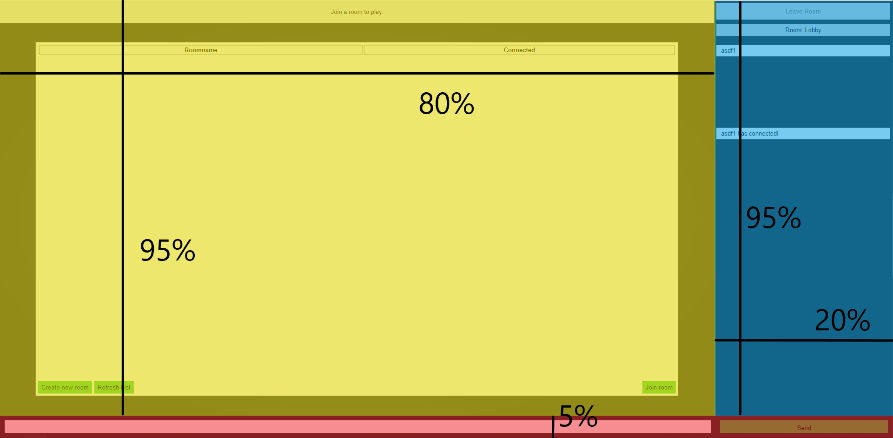 Join a room to play.
Leave Room
Room: Lobby
Roomname
Connected
asdf1
80%
asdf1 has connected!
95%
95%
20%
Create new room
Refresh list
Join room
5%
Send